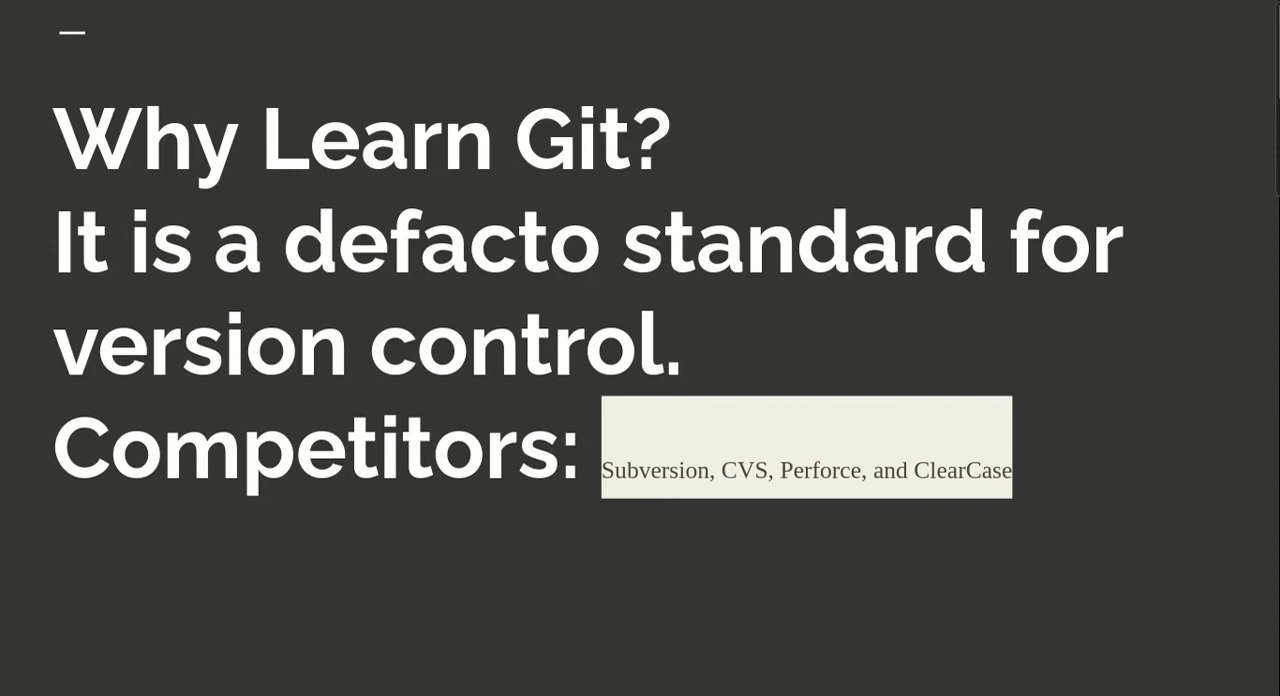 Why Learn Git?
It is a defacto standard for
version control.
Competitors: Subversion, CVS, Perforce, and ClearCase